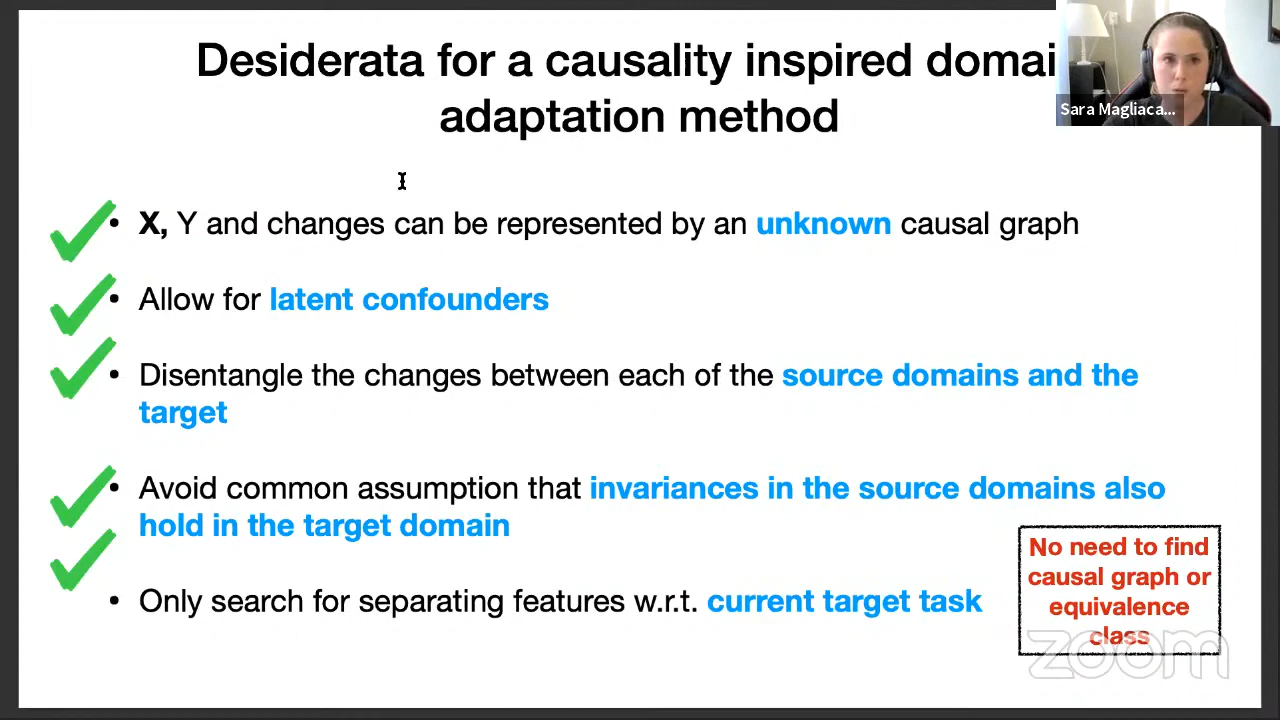 Desiderata for a causality inspired domai
adaptation method
Sara Magliaca...
• X, Y and changes can be represented by an unknown causal graph
• Allow for latent confounders
• Disentangle the changes between each of the source domains and the
target
• Avoid common assumption that invariances in the source domains also
hold in the target domain
• Only search for separating features w.r.t. current target task
No need to find
causal graph or
equivalence
class
zoom